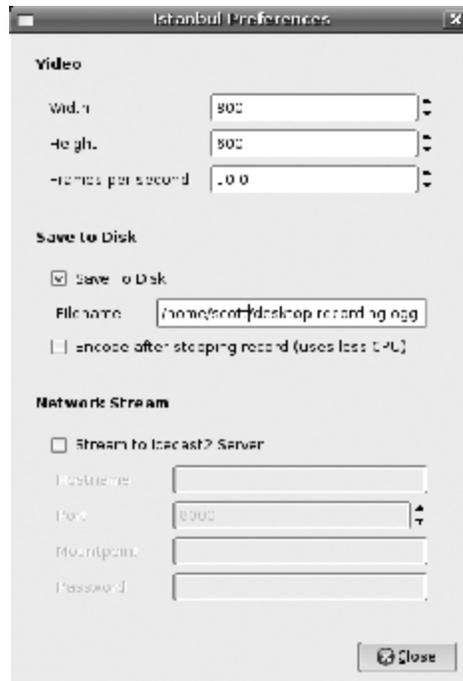 Istanbul Preferences
Video
Width 800
Height 600
Frames per second 10.0
Save to Disk
Save to Disk
Filename /home/scott/desktop-recording.ogg
Encode after stopping record (uses less CPU)
Network Stream
Stream to Icecast2 Server
Hostname
Port 8000
Mountpoint
Password
Close